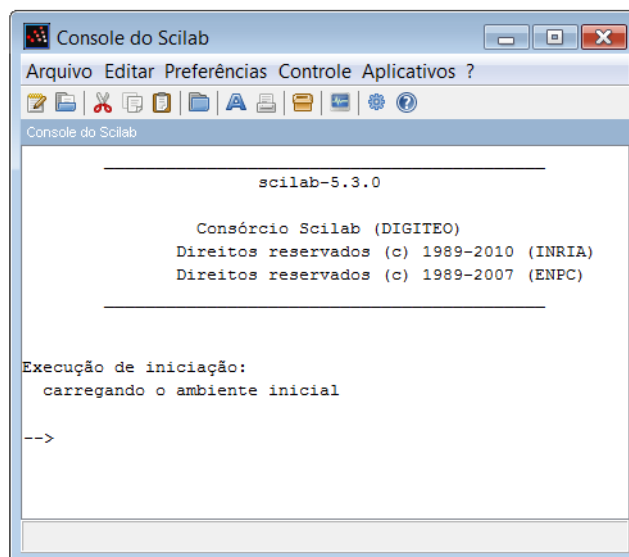 Console do Scilab
Arquivo Editar Preferências Controle Aplicativos ?
Console do Scilab
scilab-5.3.0
Consórcio Scilab (DIGITEO)
Direitos reservados (c) 1989-2010 (INRIA)
Direitos reservados (c) 1989-2007 (ENPC)
Execução de iniciação:
carregando o ambiente inicial
-->